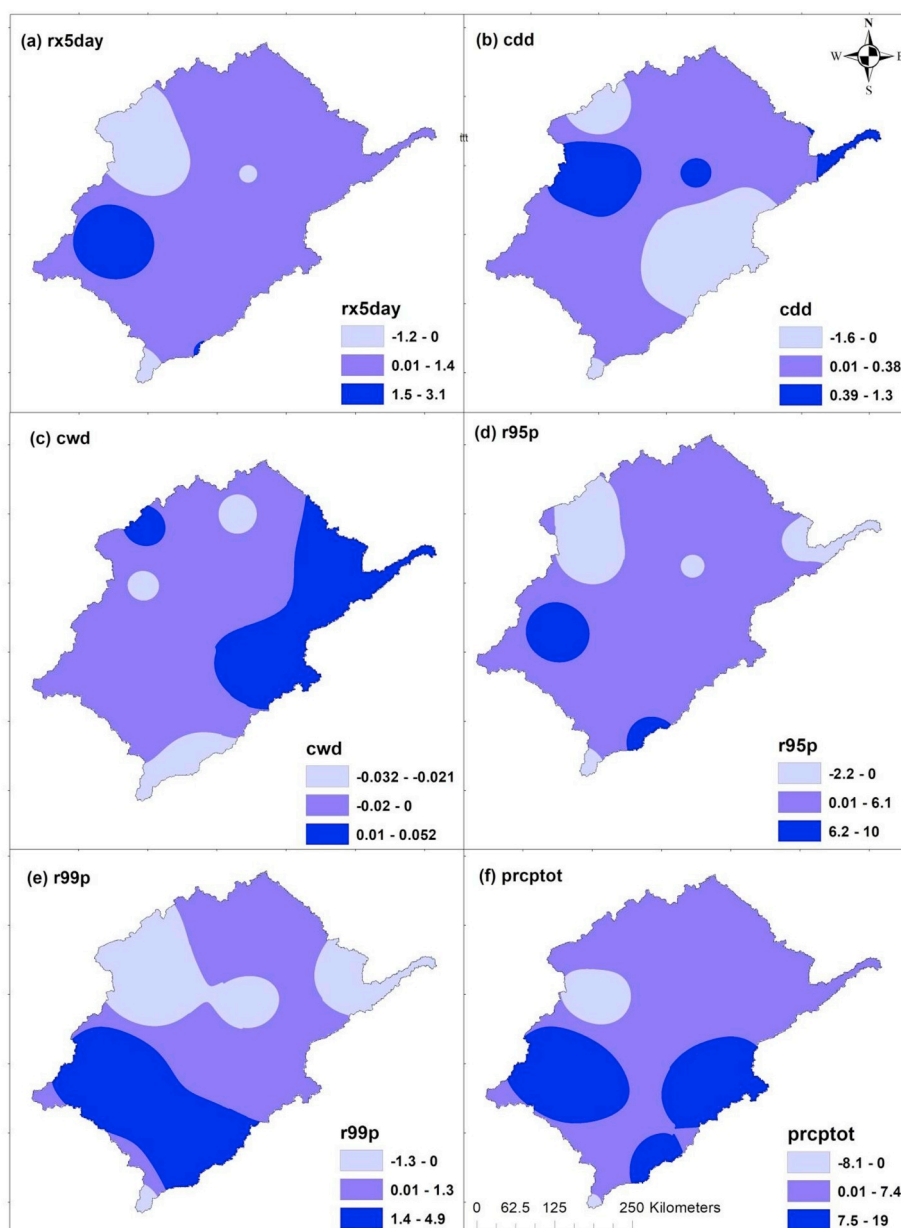 (a) rx5day
rx5day
-1.2 - 0
0.01 - 1.4
1.5 - 3.1
(b) cdd
N
W E
S
fff
cdd
-1.6 - 0
0.01 - 0.38
0.39 - 1.3
(c) cwd
cwd
-0.032 - -0.021
-0.02 - 0
0.01 - 0.052
(d) r95p
r95p
-2.2 - 0
0.01 - 6.1
6.2 - 10
(e) r99p
r99p
-1.3 - 0
0.01 - 1.3
1.4 - 4.9
(f) prcptot
prcptot
-8.1 - 0
0.01 - 7.4
7.5 - 19
0 62.5 125 250 Kilometers